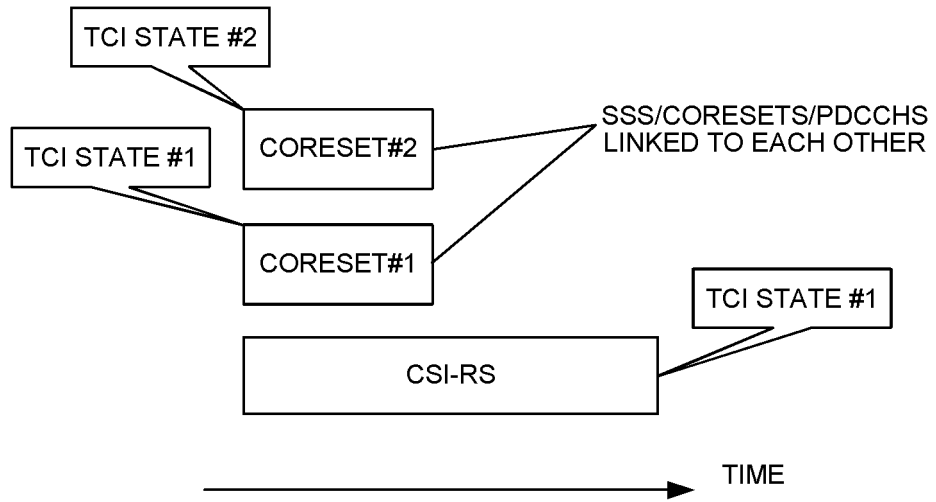 TCI STATE #2
CORESET#2
SSS/CORESETS/PDCCHS
LINKED TO EACH OTHER
TCI STATE #1
CORESET#1
TCI STATE #1
CSI-RS
TIME